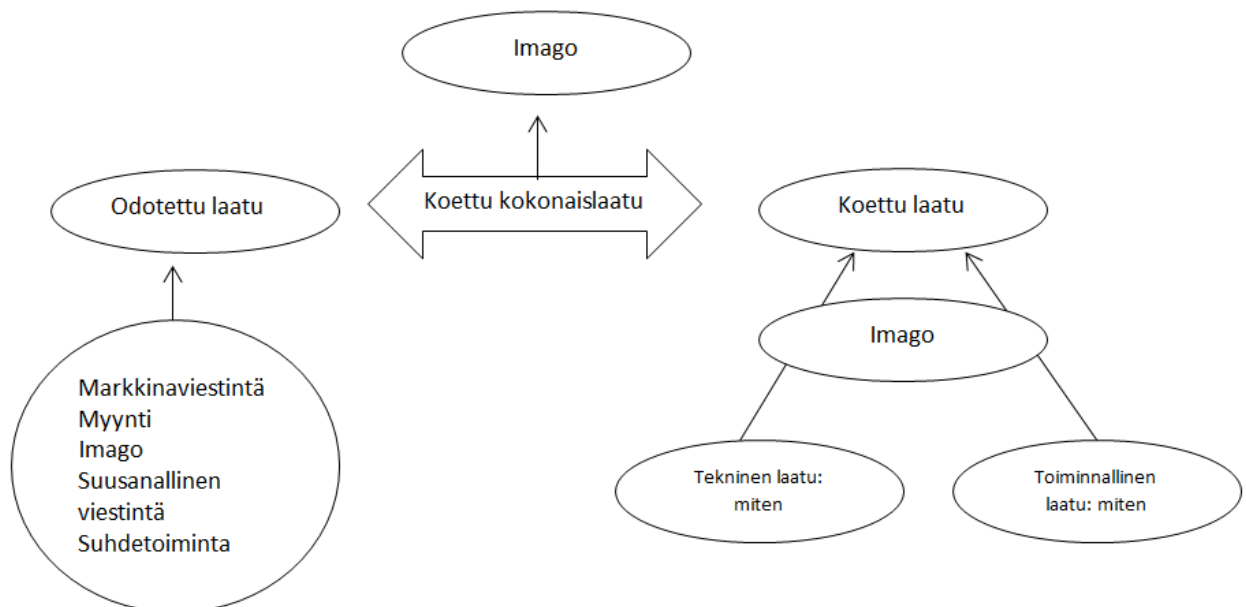 Imago
Odotettu laatu
Koettu kokonaislaatu
Koettu laatu
Markkinaviestintä
Myynti
Imago
Suusanallinen
viestintä
Suhdetoiminta
Imago
Tekninen laatu:
miten
Toiminnallinen
laatu: miten